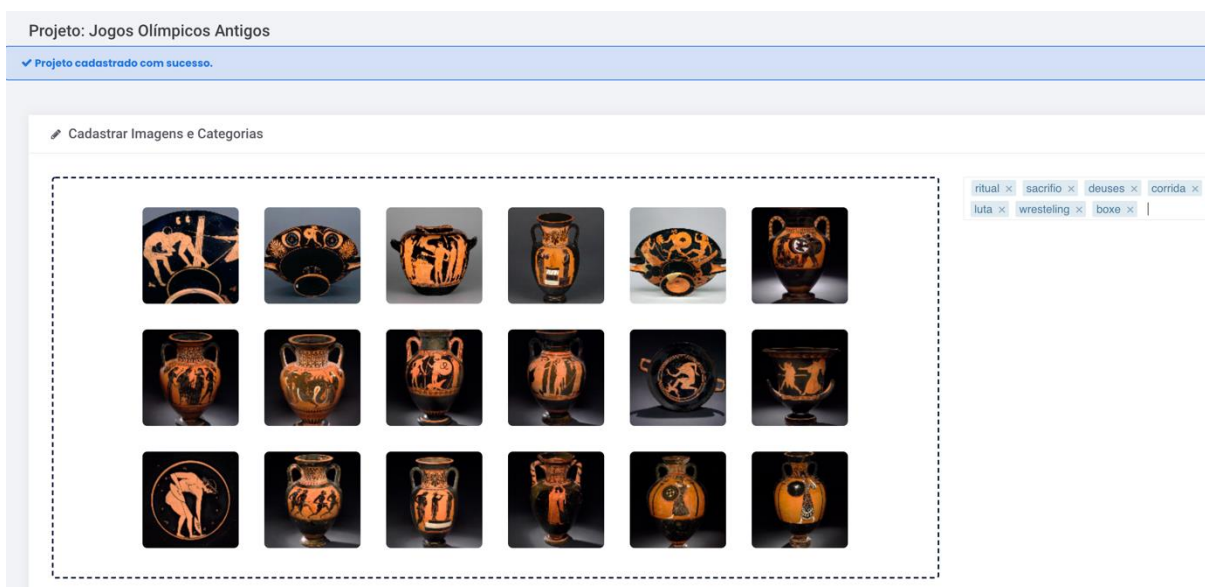 Projeto: Jogos Olímpicos Antigos
✔ Projeto cadastrado com sucesso.
Cadastrar Imagens e Categorias
ritual × sacrifio × deuses × corrida ×
luta × wresteling × boxe ×